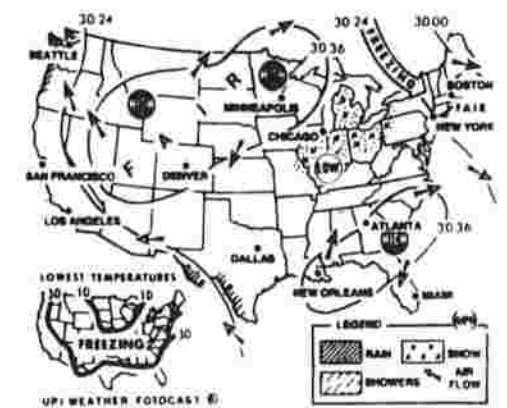 30 24
30 24
30 00
SEATTLE
30 36
FREEZING
BOSTON
MINNEAPOLIS
FAIR
CHICAGO
NEW YORK
FAIR
LOW
SAN FRANCISCO
DENVER
LOS ANGELES
ATLANTA
30 36
DALLAS
LOWEST TEMPERATURES
NEW ORLEANS
MIAMI
30
10
10
LEGEND
FREEZING
30
RAIN
SNOW
SHOWERS
AIR FLOW
UPI WEATHER FOTOCAST